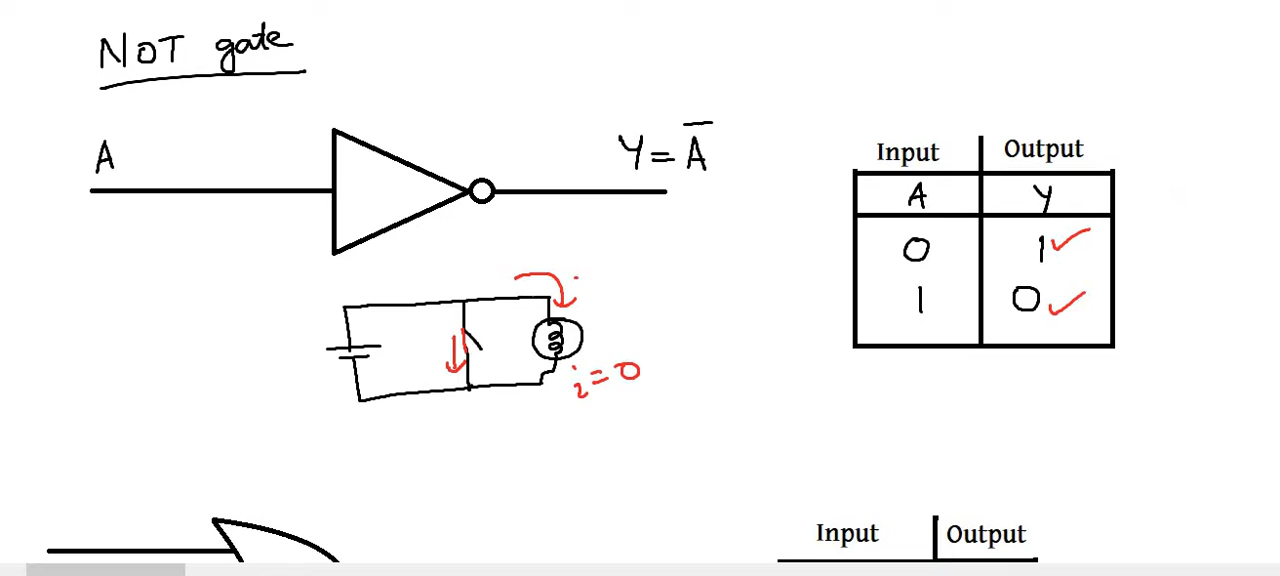 NOT gate
A
Y = A̅
Input Output
A Y
0 1
1 0
i
i = 0
Input Output